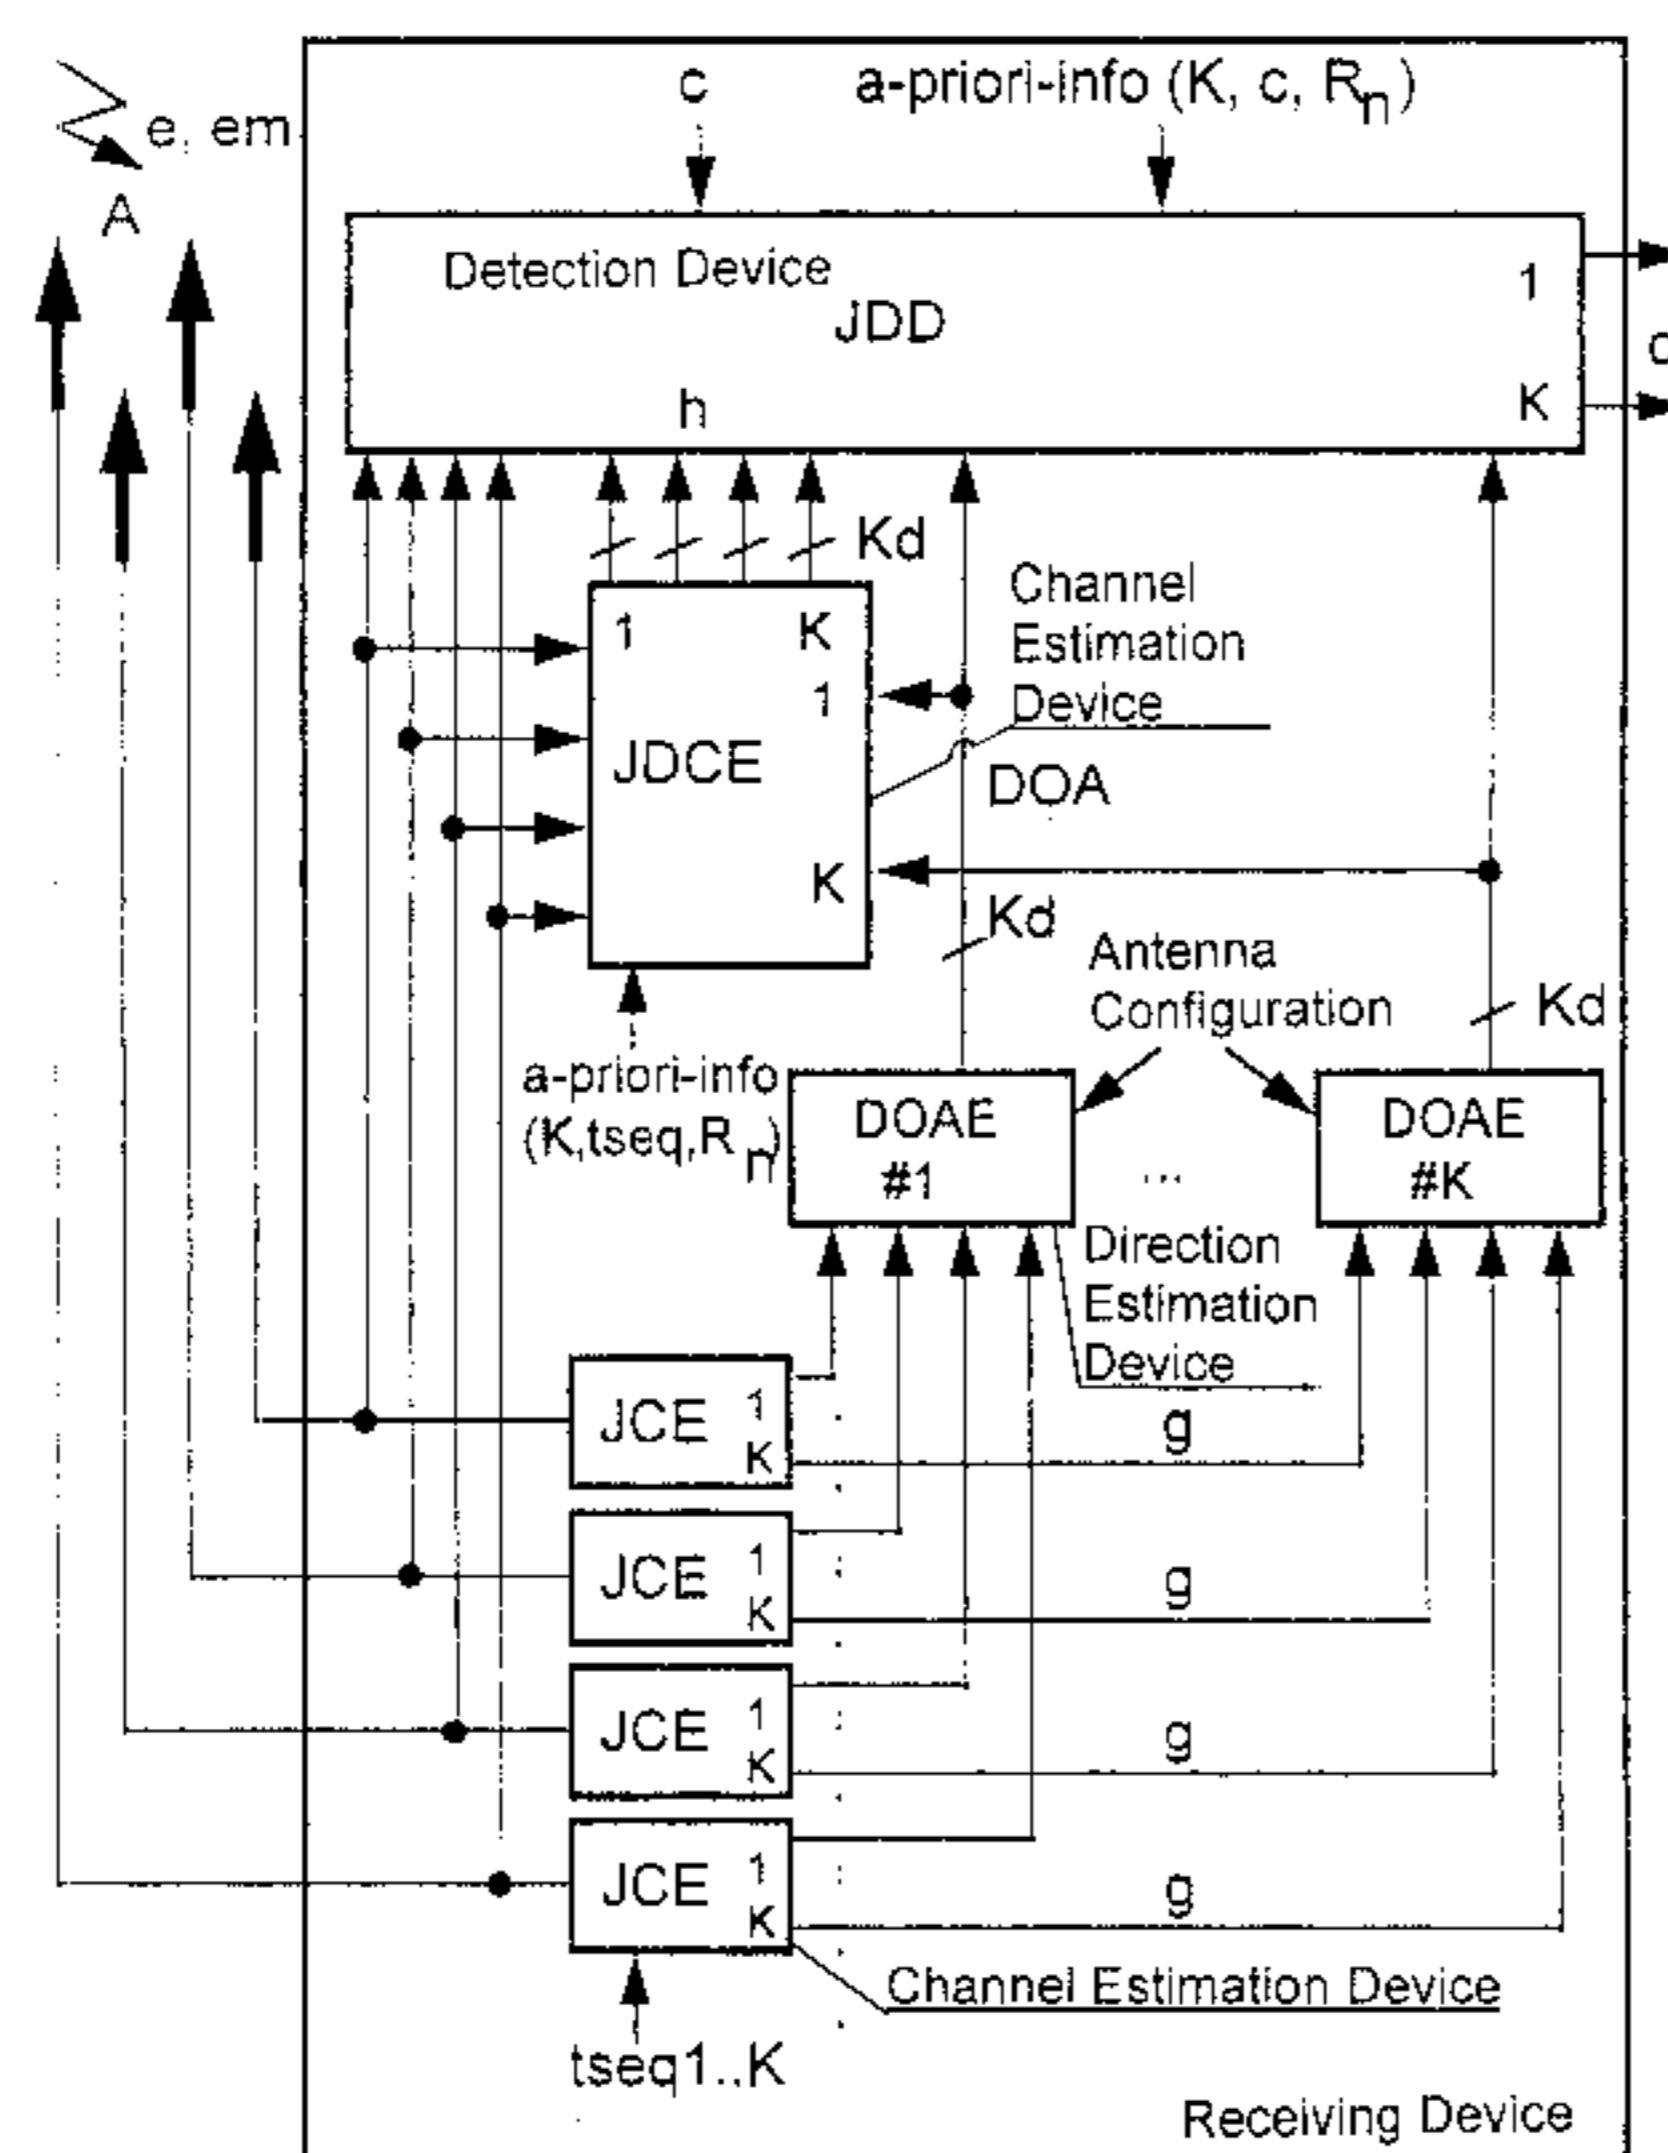 c
a-priori-info (K, c, Rn)
e, em
A
Detection Device
JDD
1
h
K
Kd
Channel
Estimation
Device
1 K
1
JDCE
DOA
K
Kd
Antenna
Configuration
Kd
a-priori-info
(K,tseq,Rn)
DOAE
#1
...
DOAE
#K
Direction
Estimation
Device
JCE 1
K
g
JCE 1
K
g
JCE 1
K
g
JCE 1
K
g
Channel Estimation Device
tseq1..K
Receiving Device